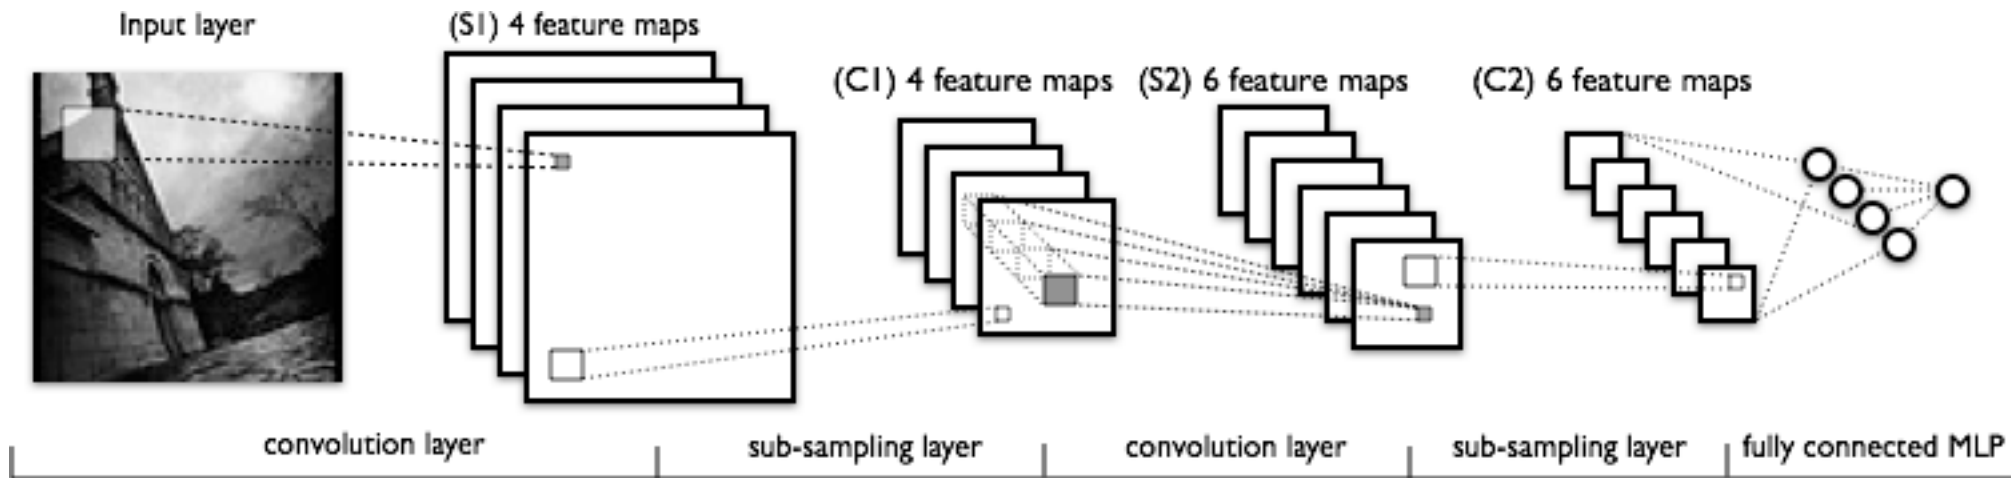 Input layer
(S1) 4 feature maps
(C1) 4 feature maps
(S2) 6 feature maps
(C2) 6 feature maps
convolution layer
sub-sampling layer
convolution layer
sub-sampling layer
fully connected MLP